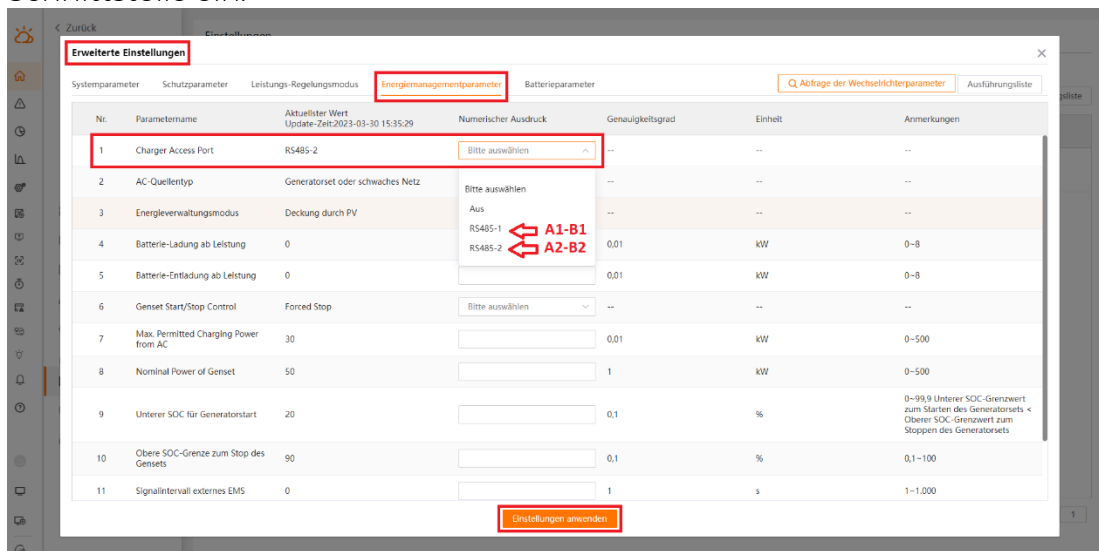 < Zurück
Einstellungen
Erweiterte Einstellungen
Systemparameter Schutzparameter Leistungs-Regelungsmodus Energiemanagementparameter Batterieparameter
Abfrage der Wechselrichterparameter Ausführungsliste
Nr. Parametername Aktuellster Wert Update-Zeit:2023-03-30 15:35:29 Numerischer Ausdruck Genauigkeitsgrad Einheit Anmerkungen
1 Charger Access Port RS485-2 Bitte auswählen -- -- --
2 AC-Quellentyp Generatorset oder schwaches Netz -- -- --
3 Energieverwaltungsmodus Deckung durch PV -- -- --
Bitte auswählen
Aus
RS485-1 A1-B1
RS485-2 A2-B2
4 Batterie-Ladung ab Leistung 0 0,01 kW 0~8
5 Batterie-Entladung ab Leistung 0 0,01 kW 0~8
6 Genset Start/Stop Control Forced Stop Bitte auswählen -- -- --
7 Max. Permitted Charging Power from AC 30 0,01 kW 0~500
8 Nominal Power of Genset 50 1 kW 0~500
9 Unterer SOC für Generatorstart 20 0,1 % 0~99,9 Unterer SOC-Grenzwert
zum Starten des Generatorsets <
Oberer SOC-Grenzwert zum
Stoppen des Generatorsets
10 Obere SOC-Grenze zum Stop des Gensets 90 0,1 % 0,1~100
11 Signalintervall externes EMS 0 1 s 1~1.000
Einstellungen anwenden
1